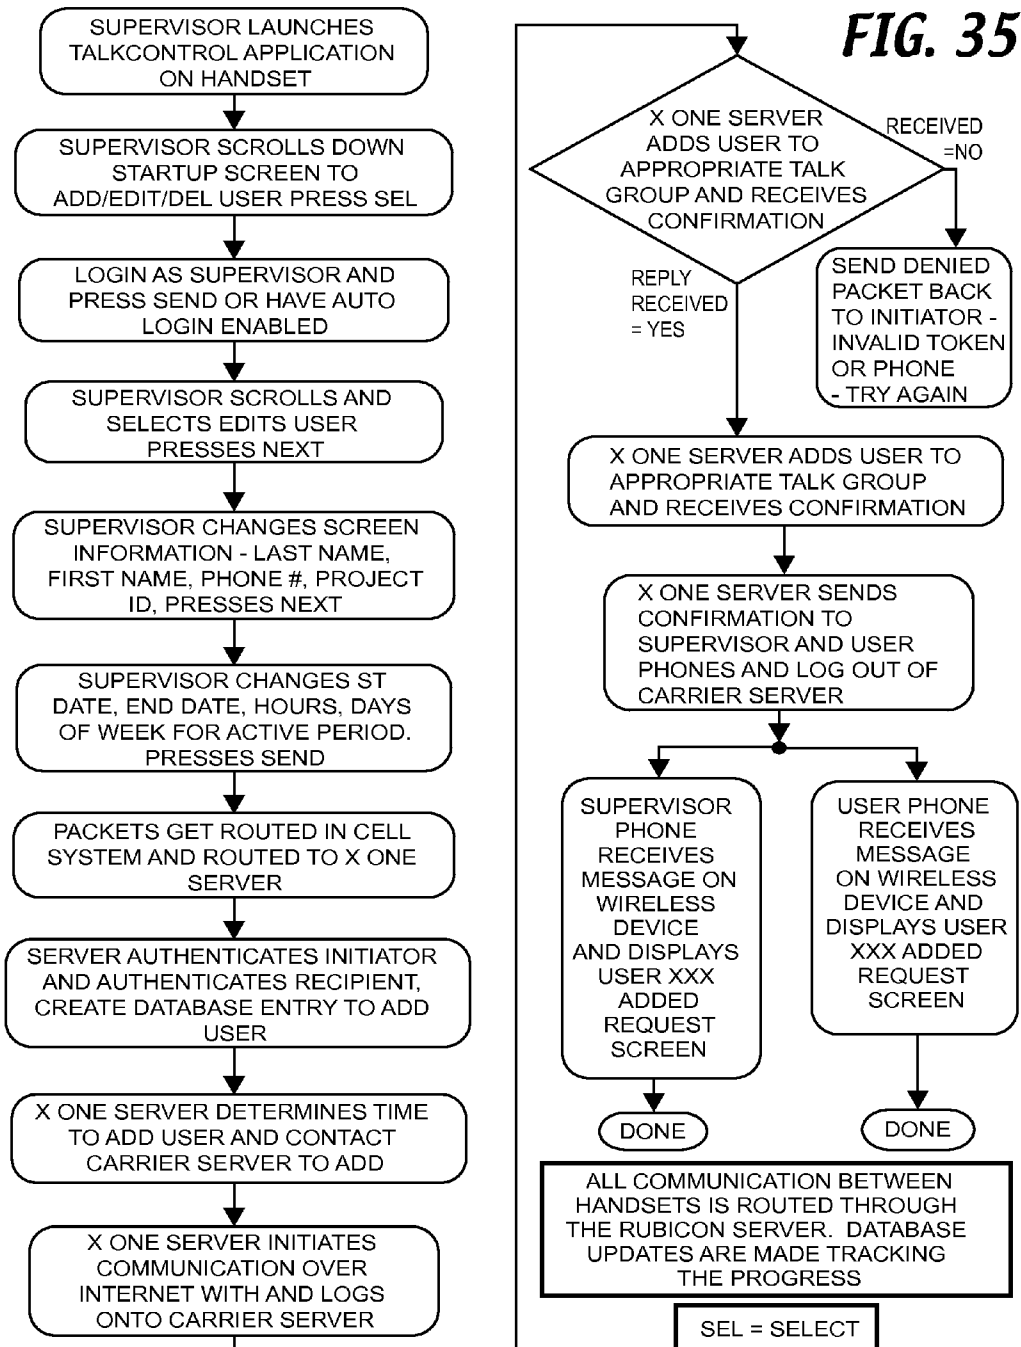 FIG. 35
SUPERVISOR LAUNCHES
TALKCONTROL APPLICATION
ON HANDSET
SUPERVISOR SCROLLS DOWN
STARTUP SCREEN TO
ADD/EDIT/DEL USER PRESS SEL
LOGIN AS SUPERVISOR AND
PRESS SEND OR HAVE AUTO
LOGIN ENABLED
SUPERVISOR SCROLLS AND
SELECTS EDITS USER
PRESSES NEXT
SUPERVISOR CHANGES SCREEN
INFORMATION - LAST NAME,
FIRST NAME, PHONE #, PROJECT
ID, PRESSES NEXT
SUPERVISOR CHANGES ST
DATE, END DATE, HOURS, DAYS
OF WEEK FOR ACTIVE PERIOD.
PRESSES SEND
PACKETS GET ROUTED IN CELL
SYSTEM AND ROUTED TO X ONE
SERVER
SERVER AUTHENTICATES INITIATOR
AND AUTHENTICATES RECIPIENT,
CREATE DATABASE ENTRY TO ADD
USER
X ONE SERVER DETERMINES TIME
TO ADD USER AND CONTACT
CARRIER SERVER TO ADD
X ONE SERVER INITIATES
COMMUNICATION OVER
INTERNET WITH AND LOGS
ONTO CARRIER SERVER
X ONE SERVER
ADDS USER TO
APPROPRIATE TALK
GROUP AND RECEIVES
CONFIRMATION
RECEIVED
=NO
SEND DENIED
PACKET BACK
TO INITIATOR -
INVALID TOKEN
OR PHONE
- TRY AGAIN
REPLY
RECEIVED
= YES
X ONE SERVER ADDS USER TO
APPROPRIATE TALK GROUP
AND RECEIVES CONFIRMATION
X ONE SERVER SENDS
CONFIRMATION TO
SUPERVISOR AND USER
PHONES AND LOG OUT OF
CARRIER SERVER
SUPERVISOR
PHONE
RECEIVES
MESSAGE ON
WIRELESS
DEVICE
AND DISPLAYS
USER XXX
ADDED
REQUEST
SCREEN
DONE
USER PHONE
RECEIVES
MESSAGE
ON WIRELESS
DEVICE AND
DISPLAYS USER
XXX ADDED
REQUEST
SCREEN
DONE
ALL COMMUNICATION BETWEEN
HANDSETS IS ROUTED THROUGH
THE RUBICON SERVER. DATABASE
UPDATES ARE MADE TRACKING
THE PROGRESS
SEL = SELECT